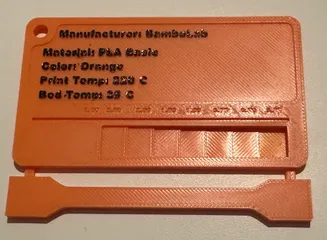 Manufacturer: BambuLab
Material: PLA Basic
Color: Orange
Print Temp: 220 C
Bed-Temp: 35 C